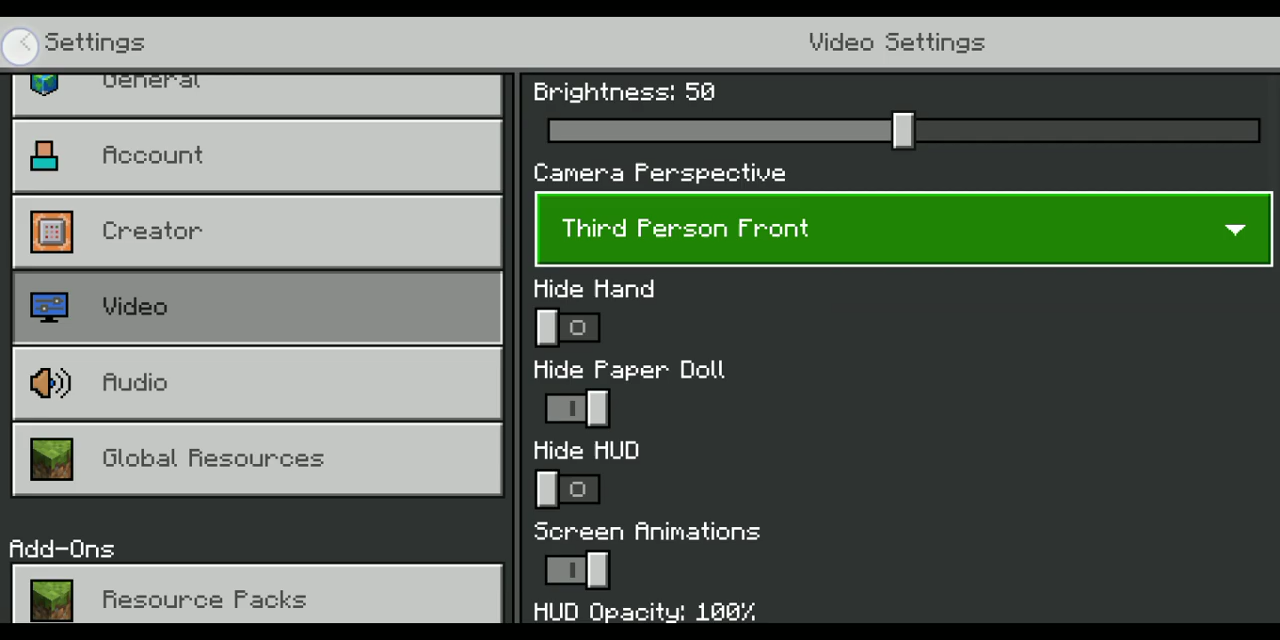 Settings
Video Settings
General
Account
Creator
Video
Audio
Global Resources
Add-Ons
Resource Packs
Brightness: 50
Camera Perspective
Third Person Front
Hide Hand
Hide Paper Doll
Hide HUD
Screen Animations
HUD Opacity: 100%